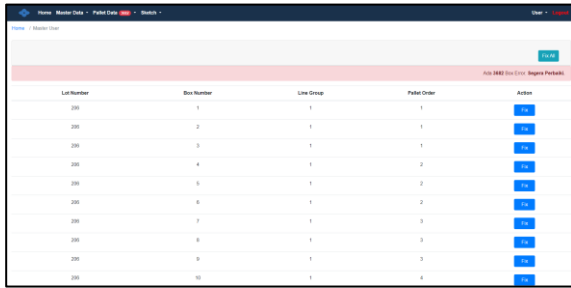 Home Master Data Pallet Data Sketch User Logout
Home / Master User
Fix All
Ada 3662 Box Error. Segera Perbaiki.
Lot Number Box Number Line Group Pallet Order Action
200 1 1 1 Fix
200 2 1 1 Fix
200 3 1 1 Fix
200 4 1 2 Fix
200 5 1 2 Fix
200 6 1 2 Fix
200 7 1 3 Fix
200 8 1 3 Fix
200 9 1 3 Fix
200 10 1 4 Fix